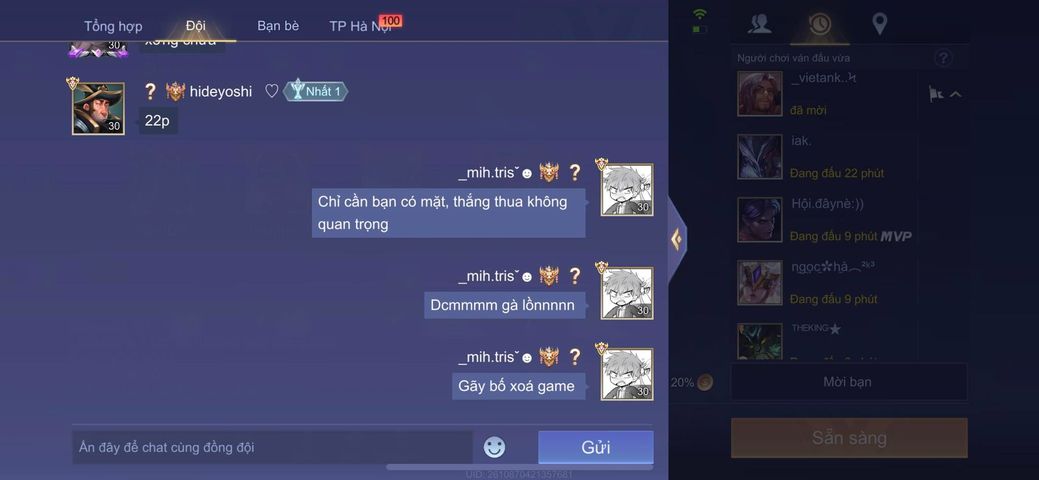 Tổng hợp
Đội
Bạn bè
TP Hà Nội
100
30
hideyoshi
Nhất 1
22p
30
_mih.tris˘☻
Chỉ cần bạn có mặt, thắng thua không
quan trọng
30
_mih.tris˘☻
Dcmmmm gà lồnnnnn
30
_mih.tris˘☻
Gãy bố xoá game
30
Ấn đây để chat cùng đồng đội
Gửi
Người chơi ván đấu vừa
?
_vietank..
đã mời
iak.
Đang đấu 22 phút
Hội.đâynè:))
Đang đấu 9 phút MVP
Đang đấu 9 phút
THEKING★
20%
Mời bạn
Sẵn sàng